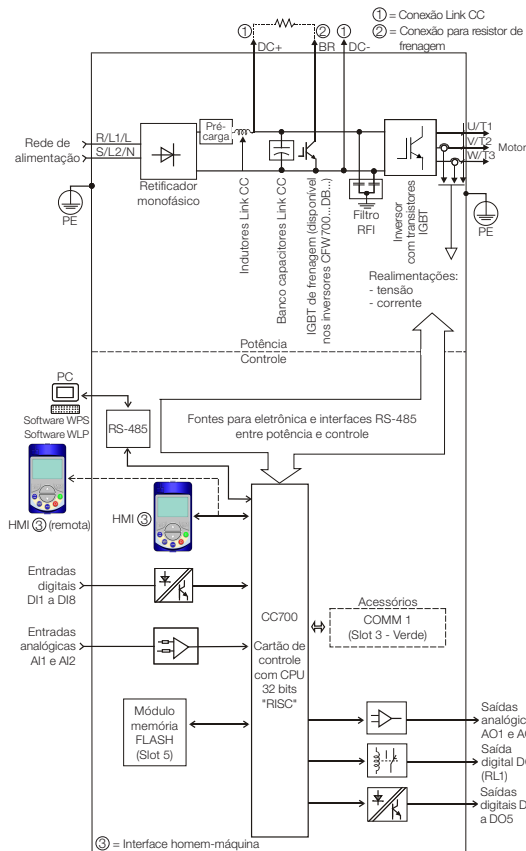 ① = Conexão Link CC
② = Conexão para resistor de
frenagem
① DC+
② BR
① DC-
Pré-
carga
Rede de
alimentação
R/L1/L
S/L2/N
Retificador
monofásico
PE
Indutores Link CC
Banco capacitores Link CC
IGBT de frenagem (disponível
nos inversores CFW700...DB...)
Filtro
RFI
Inversor
com transistores
IGBT
U/T1
V/T2
W/T3
Motor
PE
Realimentações:
- tensão
- corrente
Potência
Controle
PC
Software WPS
Software WLP
RS-485
Fontes para eletrônica e interfaces RS-485
entre potência e controle
HMI ③ (remota)
HMI ③
Entradas
digitais
DI1 a DI8
Entradas
analógicas
AI1 e AI2
Módulo
memória
FLASH
(Slot 5)
CC700
Cartão de
controle
com CPU
32 bits
"RISC"
Acessórios
COMM 1
(Slot 3 - Verde)
Saídas
AO1 e
Saída
digital
(RL1)
Saídas
digitais
a DO5
③ = Interface homem-máquina